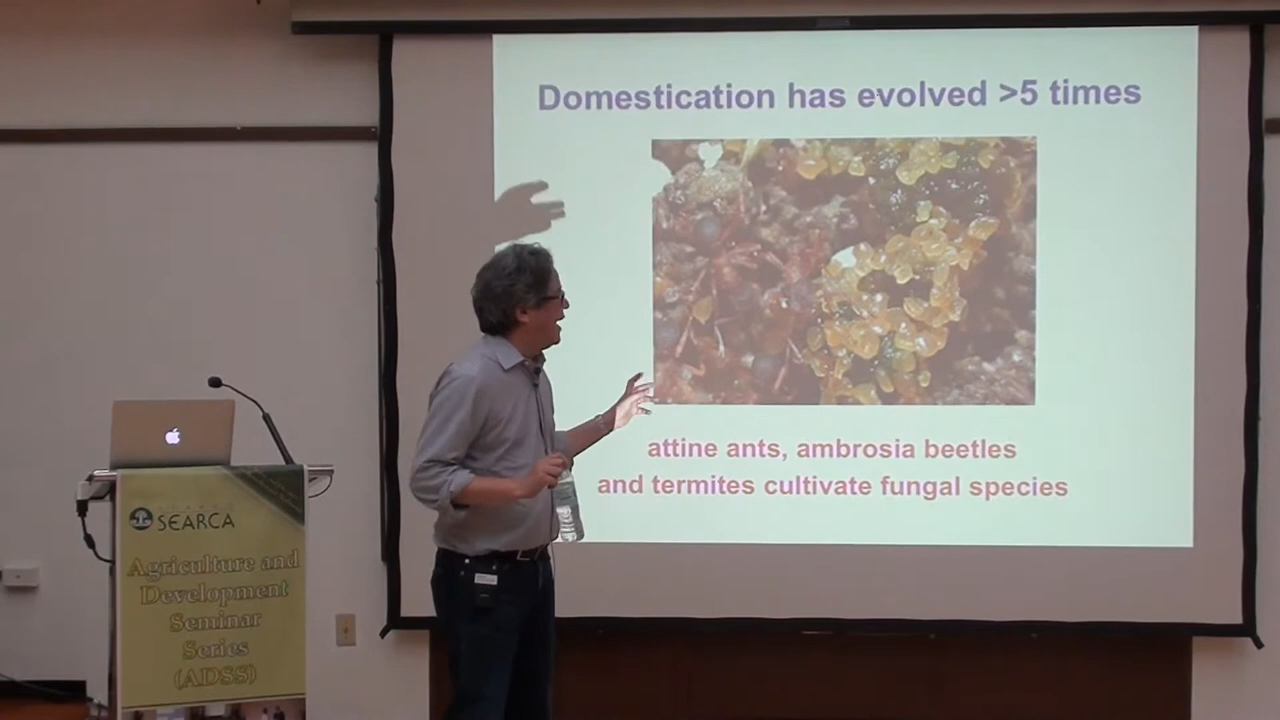 Domestication has evolved >5 times
attine ants, ambrosia beetles
and termites cultivate fungal species
SEARCA
Agriculture and
Development
Seminar
Series
(ADSS)